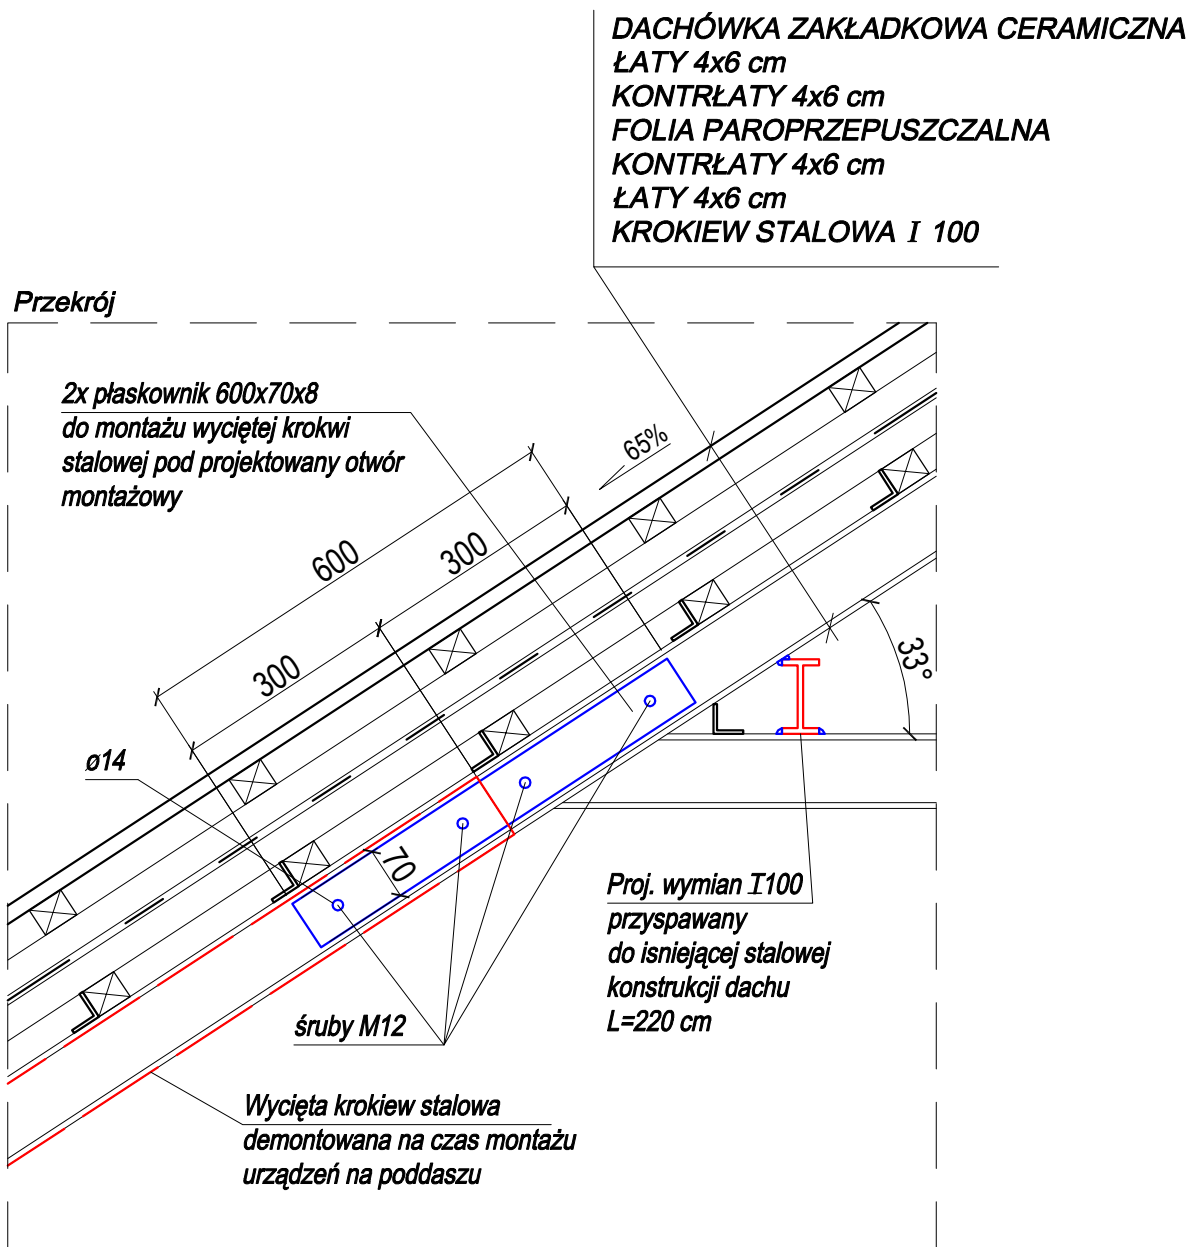 DACHÓWKA ZAKŁADKOWA CERAMICZNA
ŁATY 4x6 cm
KONTRŁATY 4x6 cm
FOLIA PAROPRZEPUSZCZALNA
KONTRŁATY 4x6 cm
ŁATY 4x6 cm
KROKIEW STALOWA I 100
Przekrój
2x płaskownik 600x70x8
do montażu wyciętej krokwi
stalowej pod projektowany otwór
montażowy
65%
600
300
300
33°
ø14
70
Proj. wymian I100
przyspawany
do isniejącej stalowej
konstrukcji dachu
L=220 cm
śruby M12
Wycięta krokiew stalowa
demontowana na czas montażu
urządzeń na poddaszu